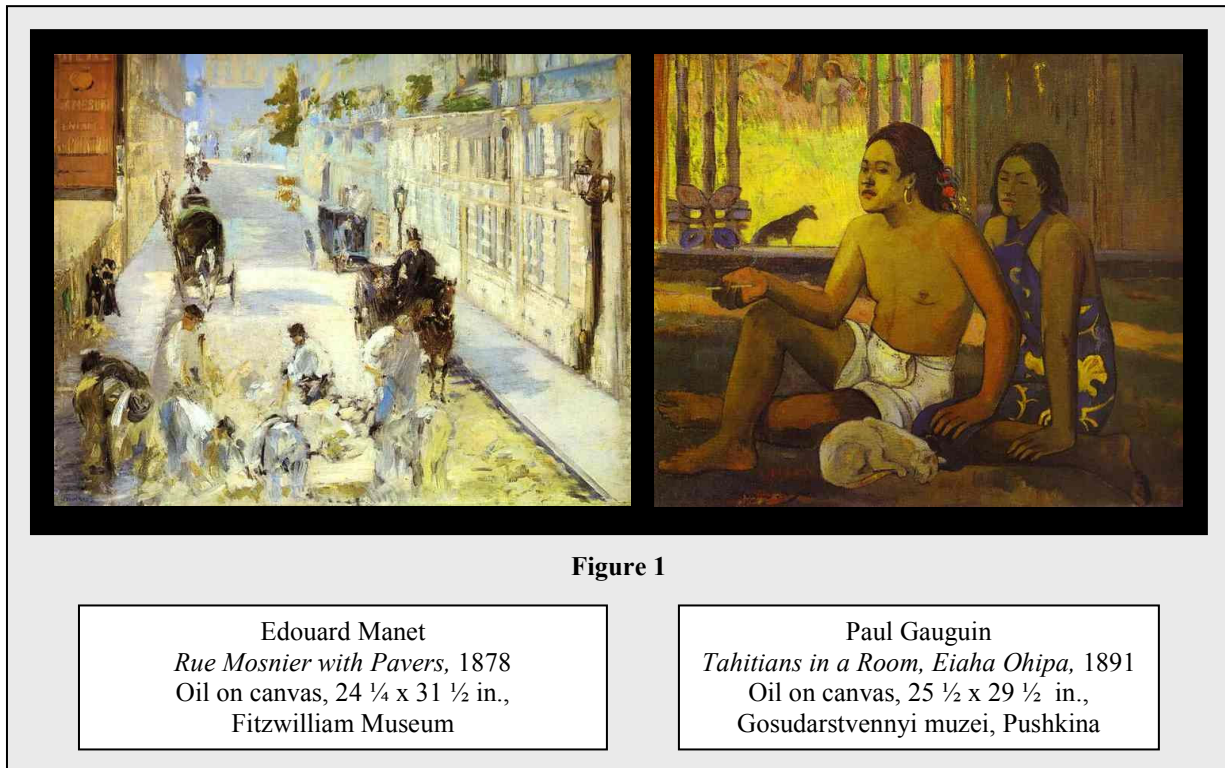 Figure 1
Edouard Manet
Rue Mosnier with Pavers, 1878
Oil on canvas, 24 ¼ x 31 ½ in.,
Fitzwilliam Museum
Paul Gauguin
Tahitians in a Room, Eiaha Ohipa, 1891
Oil on canvas, 25 ½ x 29 ½  in.,
Gosudarstvennyi muzei, Pushkina